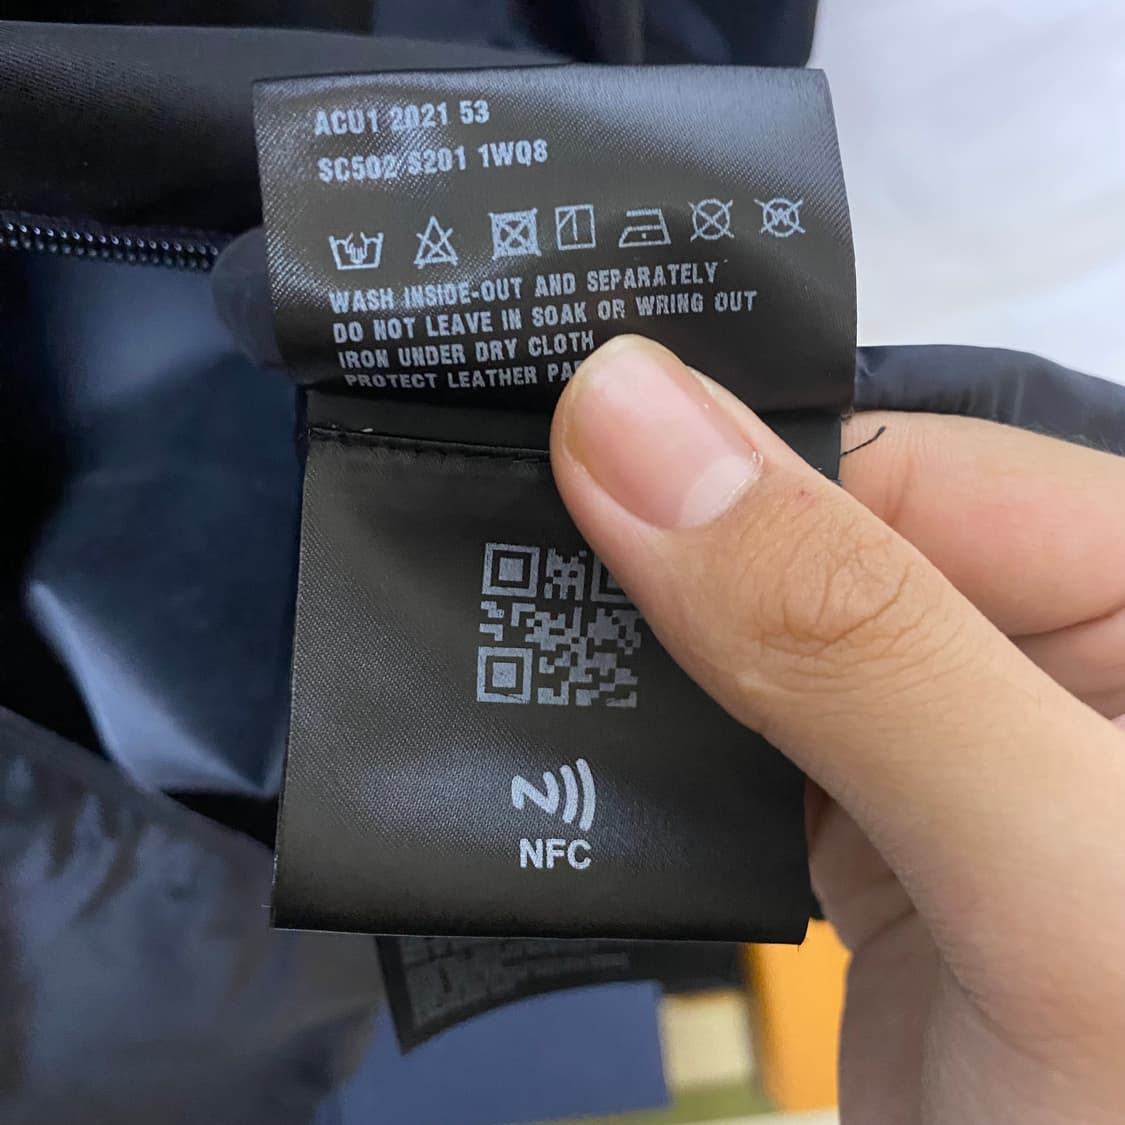 ACU1 2021 53
SC502 S201 1WQ8
WASH INSIDE-OUT AND SEPARATELY
DO NOT LEAVE IN SOAK OR WRING OUT
IRON UNDER DRY CLOTH
PROTECT LEATHER
NFC